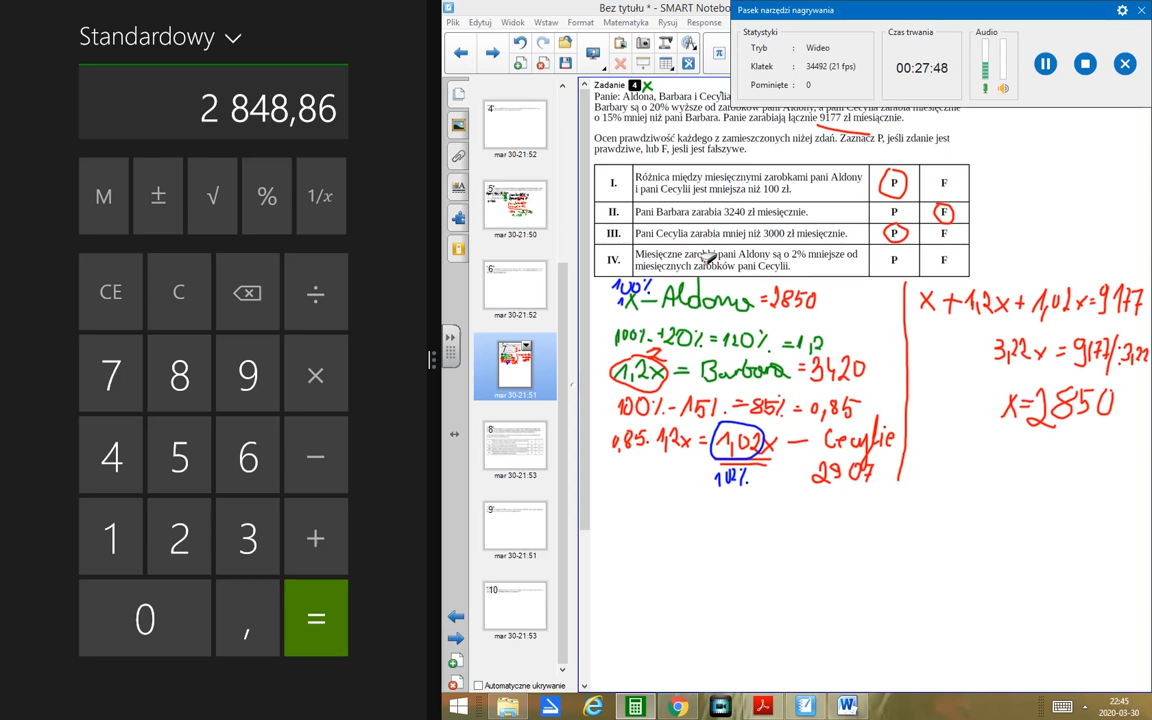 Standardowy
2 848,86
M ± √ % 1/x
CE C ÷
7 8 9 ×
4 5 6 −
1 2 3 +
0 , =
Bez tytułu * - SMART Notebo
Plik Edytuj Widok Wstaw Format Matematyka Rysuj Response
4
mar 30-21:52
5
mar 30-21:50
6
mar 30-21:52
7
mar 30-21:51
8
mar 30-21:53
9
mar 30-21:53
10
mar 30-21:53
Automatyczne ukrywanie
Pasek narzędzi nagrywania
Statystyki
Tryb : Wideo
Klatek : 34492 (21 fps)
Pominięte : 0
Czas trwania
00:27:48
Audio
Zadanie 4 x
Panie: Aldona, Barbara i Cecylia
Barbary są o 20% wyższe od zarobków pani Aldony, a pani Cecylia zarabia miesięcznie
o 15% mniej niż pani Barbara. Panie zarabiają łącznie 9177 zł miesięcznie.
Oceń prawdziwość każdego z zamieszczonych niżej zdań. Zaznacz P, jeśli zdanie jest
prawdziwe, lub F, jeśli jest fałszywe.
I. Różnica między miesięcznymi zarobkami pani Aldony
i pani Cecylii jest mniejsza niż 100 zł. P F
II. Pani Barbara zarabia 3240 zł miesięcznie. P F
III. Pani Cecylia zarabia mniej niż 3000 zł miesięcznie. P F
IV. Miesięczne zarobki pani Aldony są o 2% mniejsze od
miesięcznych zarobków pani Cecylii. P F
100%
1x – Aldona = 2850
100% + 20% = 120% = 1,2
1,2x = Barbara = 3420
100% - 15% = 85% = 0,85
0,85 · 1,2x = 1,02x – Cecylie
102% 2907
x + 1,2x + 1,02x = 9177
3,22x = 9177 /:3,22
x = 2850
22:45
2020-03-30